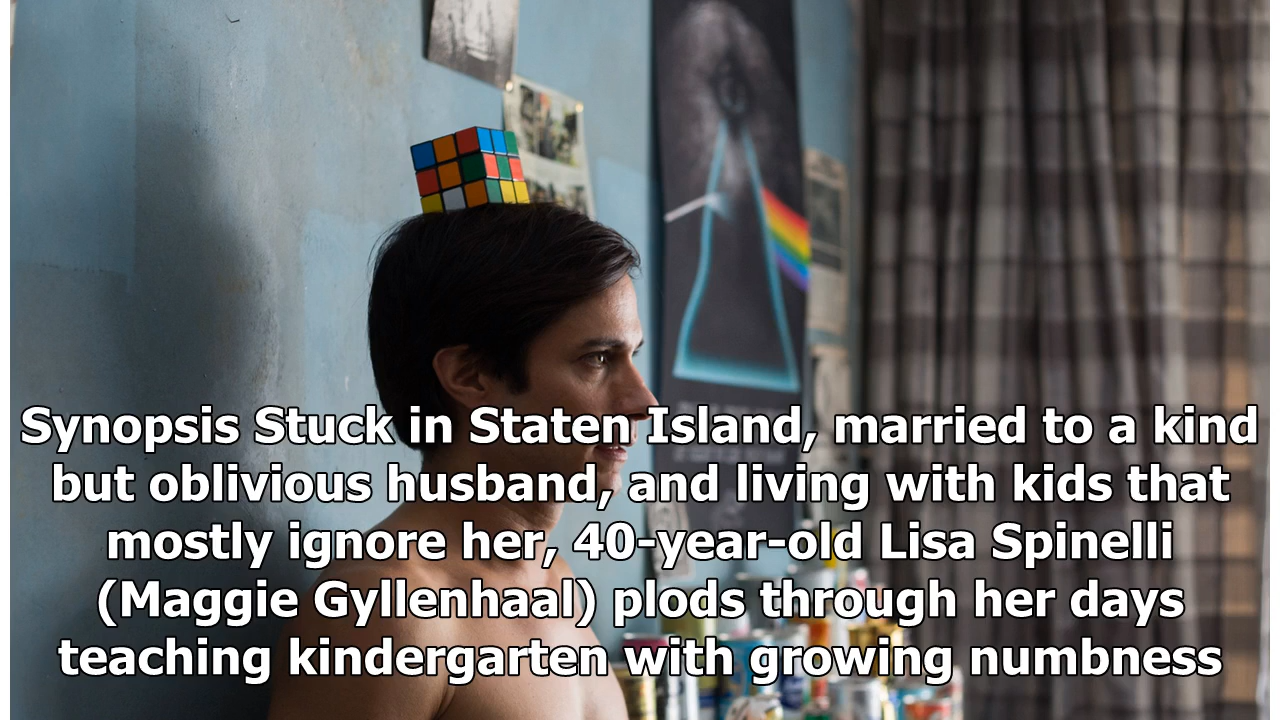 Synopsis Stuck in Staten Island, married to a kind
but oblivious husband, and living with kids that
mostly ignore her, 40-year-old Lisa Spinelli
(Maggie Gyllenhaal) plods through her days
teaching kindergarten with growing numbness